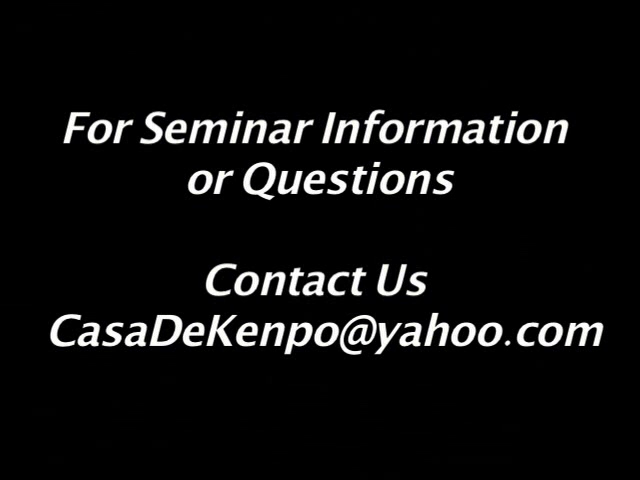 For Seminar Information
or Questions
Contact Us
CasaDeKenpo@yahoo.com